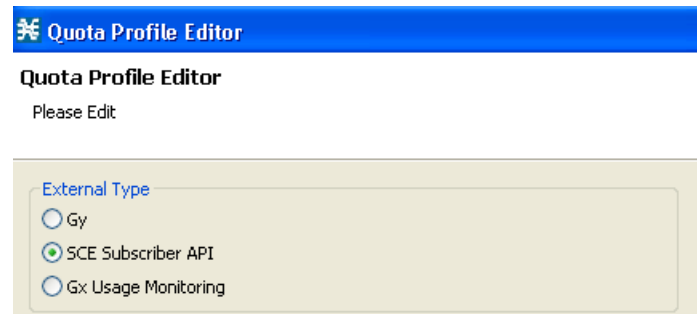 Quota Profile Editor
Quota Profile Editor
Please Edit
External Type
Gy
SCE Subscriber API
Gx Usage Monitoring